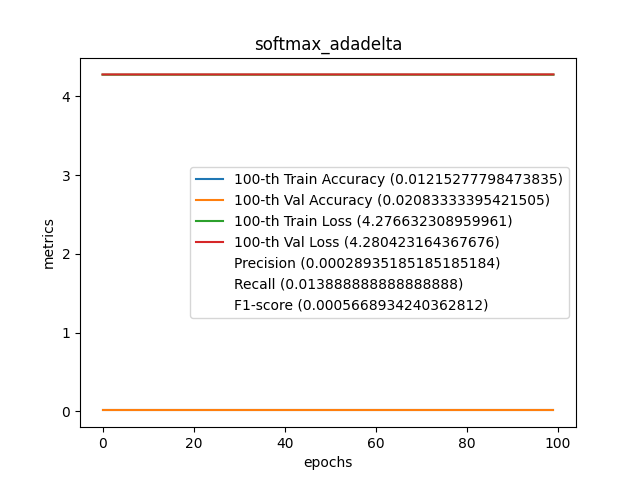 softmax_adadelta
4
3
2
1
0
metrics
100-th Train Accuracy (0.01215277798473835)
100-th Val Accuracy (0.02083333395421505)
100-th Train Loss (4.276632308959961)
100-th Val Loss (4.280423164367676)
Precision (0.00028935185185185184)
Recall (0.013888888888888888)
F1-score (0.0005668934240362812)
0 20 40 60 80 100
epochs